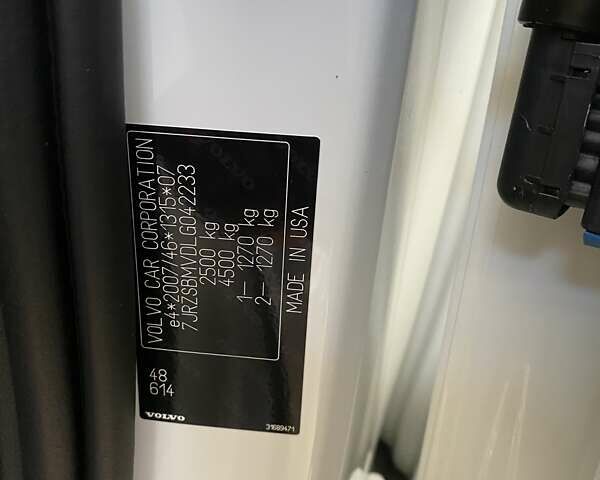 VOLVO CAR CORPORATION
e4*2007/46*1315*07
7JRZSBMVDLG042233
2500 kg
4500 kg
1— 1270 kg
2— 1270 kg
MADE IN USA
48
614
VOLVO
31689471